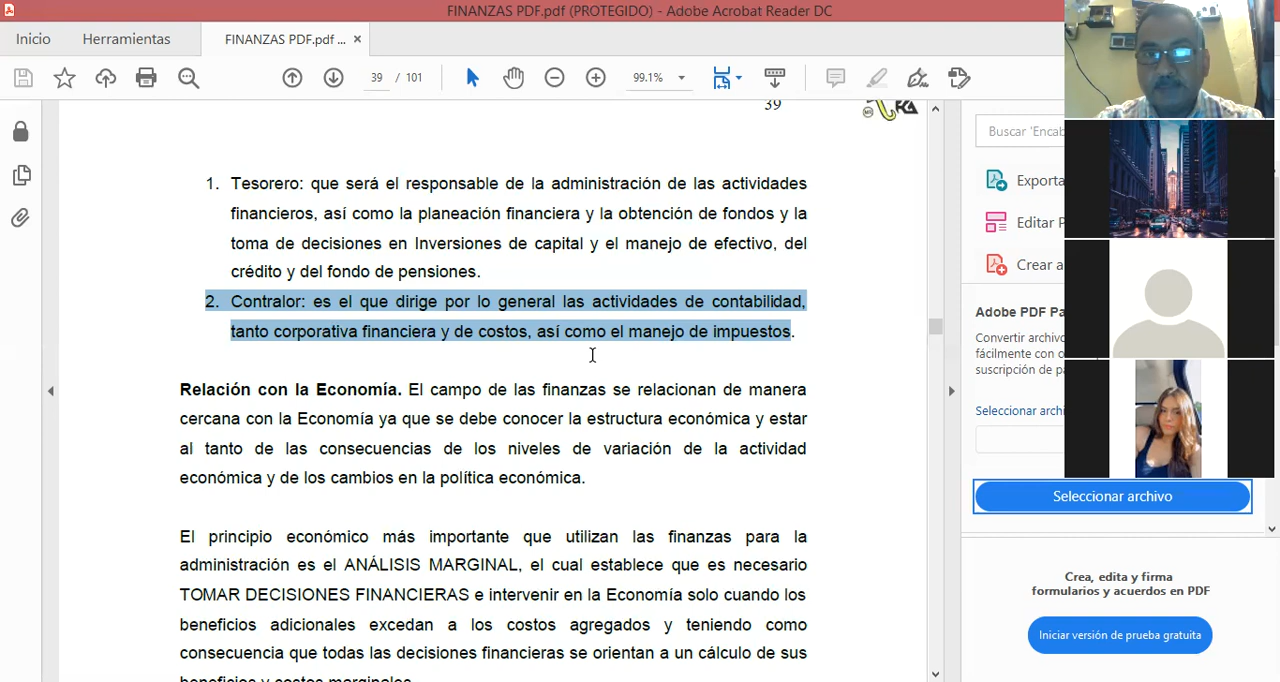 FINANZAS PDF.pdf (PROTEGIDO) - Adobe Acrobat Reader DC
Inicio
Herramientas
FINANZAS PDF.pdf ... ×
39 / 101
99.1%
39
1. Tesorero: que será el responsable de la administración de las actividades
financieros, así como la planeación financiera y la obtención de fondos y la
toma de decisiones en Inversiones de capital y el manejo de efectivo, del
crédito y del fondo de pensiones.
2. Contralor: es el que dirige por lo general las actividades de contabilidad,
tanto corporativa financiera y de costos, así como el manejo de impuestos.
Relación con la Economía. El campo de las finanzas se relacionan de manera
cercana con la Economía ya que se debe conocer la estructura económica y estar
al tanto de las consecuencias de los niveles de variación de la actividad
económica y de los cambios en la política económica.
El principio económico más importante que utilizan las finanzas para la
administración es el ANÁLISIS MARGINAL, el cual establece que es necesario
TOMAR DECISIONES FINANCIERAS e intervenir en la Economía solo cuando los
beneficios adicionales excedan a los costos agregados y teniendo como
consecuencia que todas las decisiones financieras se orientan a un cálculo de sus
beneficios y costos marginales.
Buscar 'Encab
Exporta
Editar P
Crear a
Adobe PDF Pa
Convertir archivo
fácilmente con o
suscripción de pa
Seleccionar archi
Seleccionar archivo
Crea, edita y firma
formularios y acuerdos en PDF
Iniciar versión de prueba gratuita